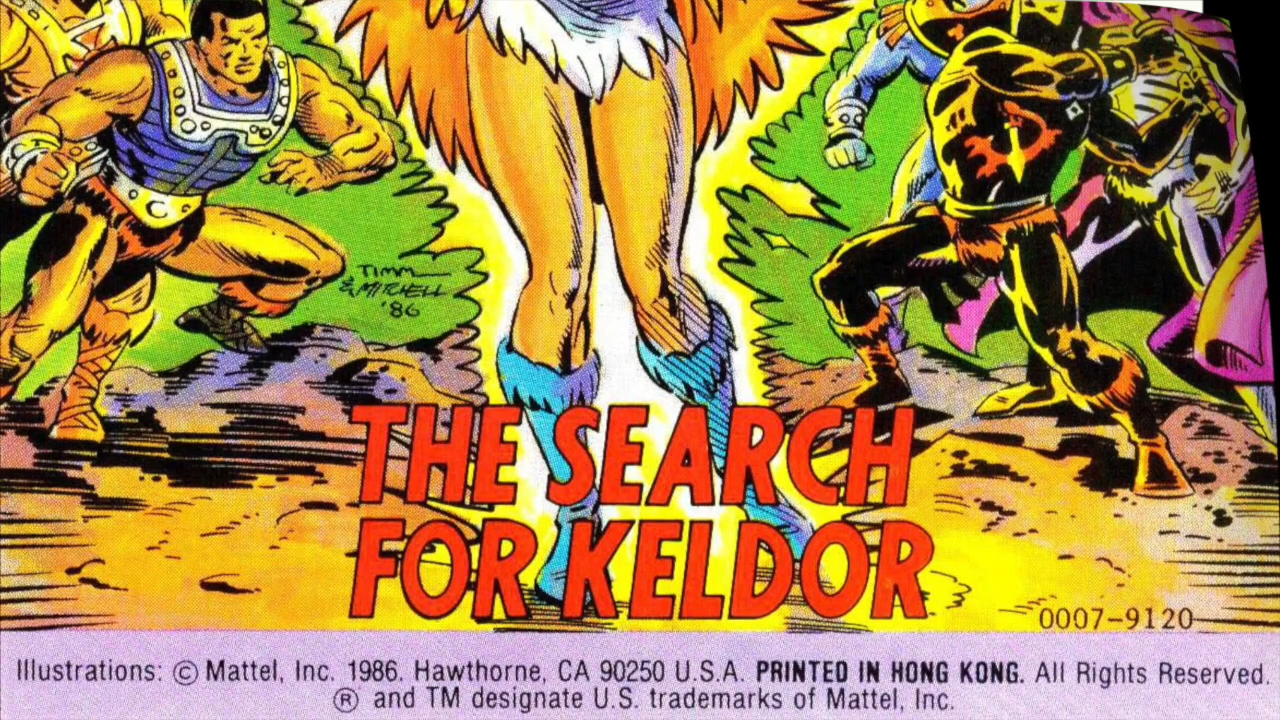 TIMM
& MITCHELL
'86
THE SEARCH
FOR KELDOR
0007-9120
Illustrations: © Mattel, Inc. 1986. Hawthorne, CA 90250 U.S.A. PRINTED IN HONG KONG. All Rights Reserved.
® and TM designate U.S. trademarks of Mattel, Inc.